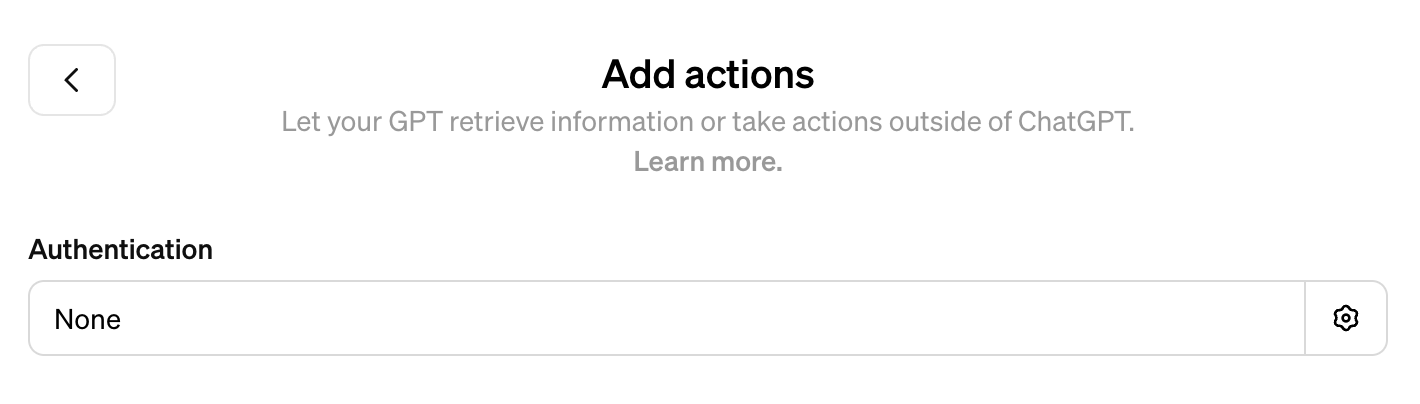 Add actions
Let your GPT retrieve information or take actions outside of ChatGPT.
Learn more.
Authentication
None